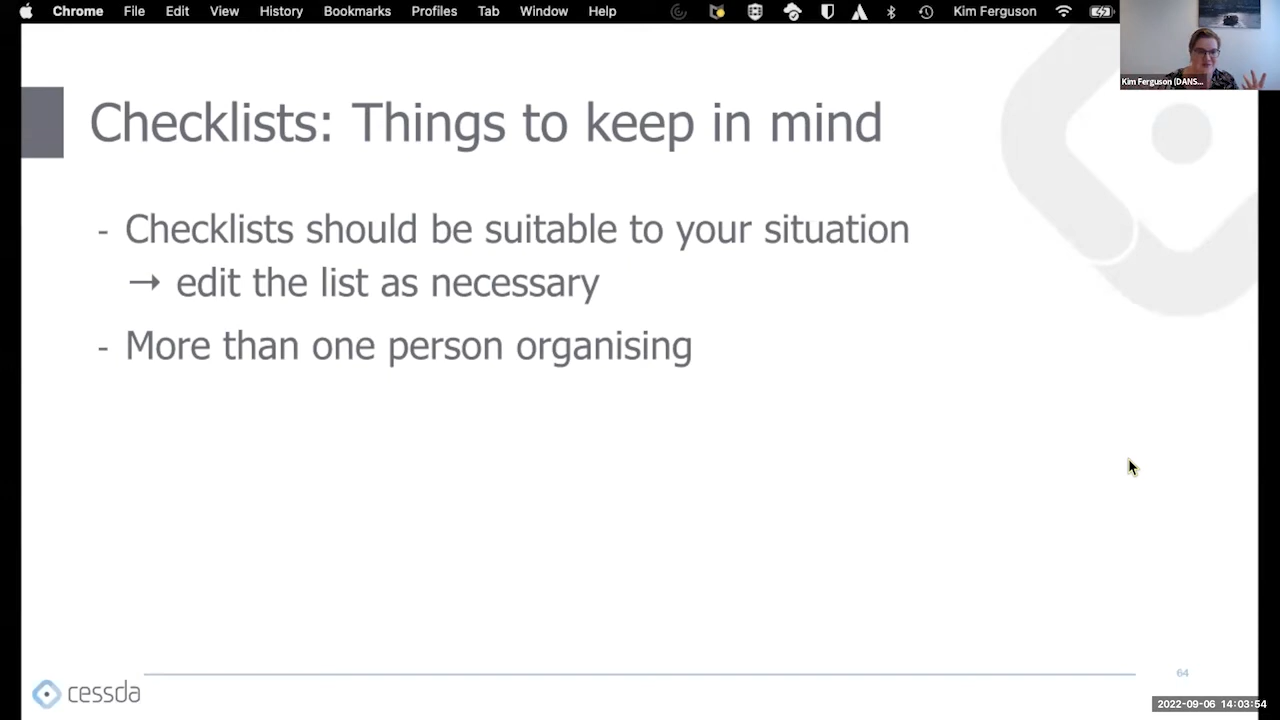 Chrome File Edit View History Bookmarks Profiles Tab Window Help Kim Ferguson
Kim Ferguson (DANS...
Checklists: Things to keep in mind
- Checklists should be suitable to your situation
→ edit the list as necessary
- More than one person organising
64
cessda
2022-09-06 14:03:54